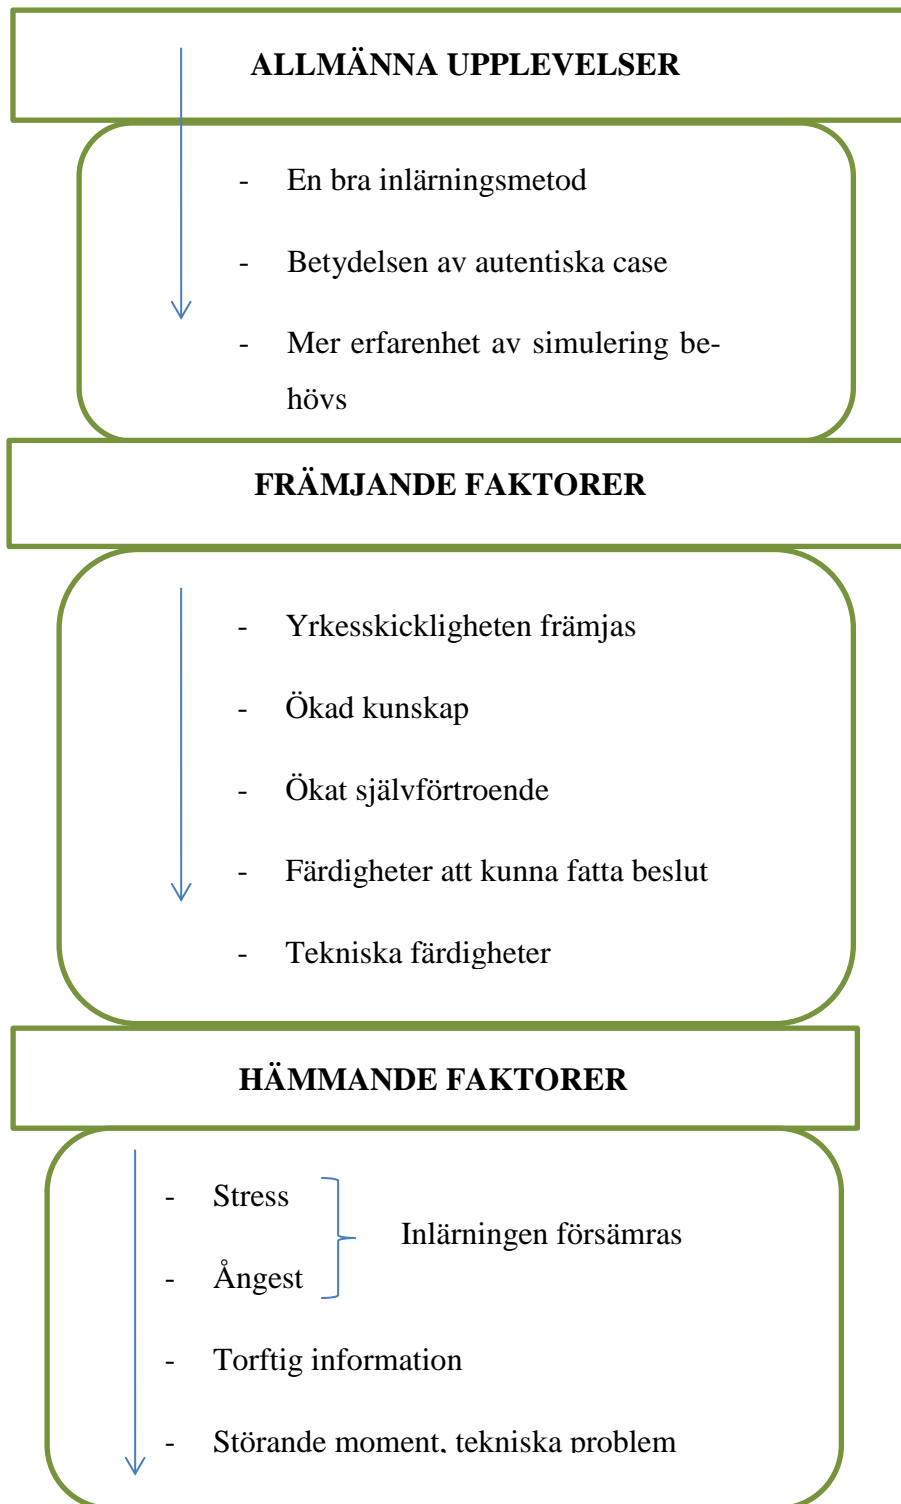 ALLMÄNNA UPPLEVELSER
- En bra inlärningsmetod
- Betydelsen av autentiska case
- Mer erfarenhet av simulering be-
hövs
FRÄMJANDE FAKTORER
- Yrkesskickligheten främjas
- Ökad kunskap
- Ökat självförtroende
- Färdigheter att kunna fatta beslut
- Tekniska färdigheter
HÄMMANDE FAKTORER
- Stress
Inlärningen försämras
- Ångest
- Torftig information
- Störande moment, tekniska problem